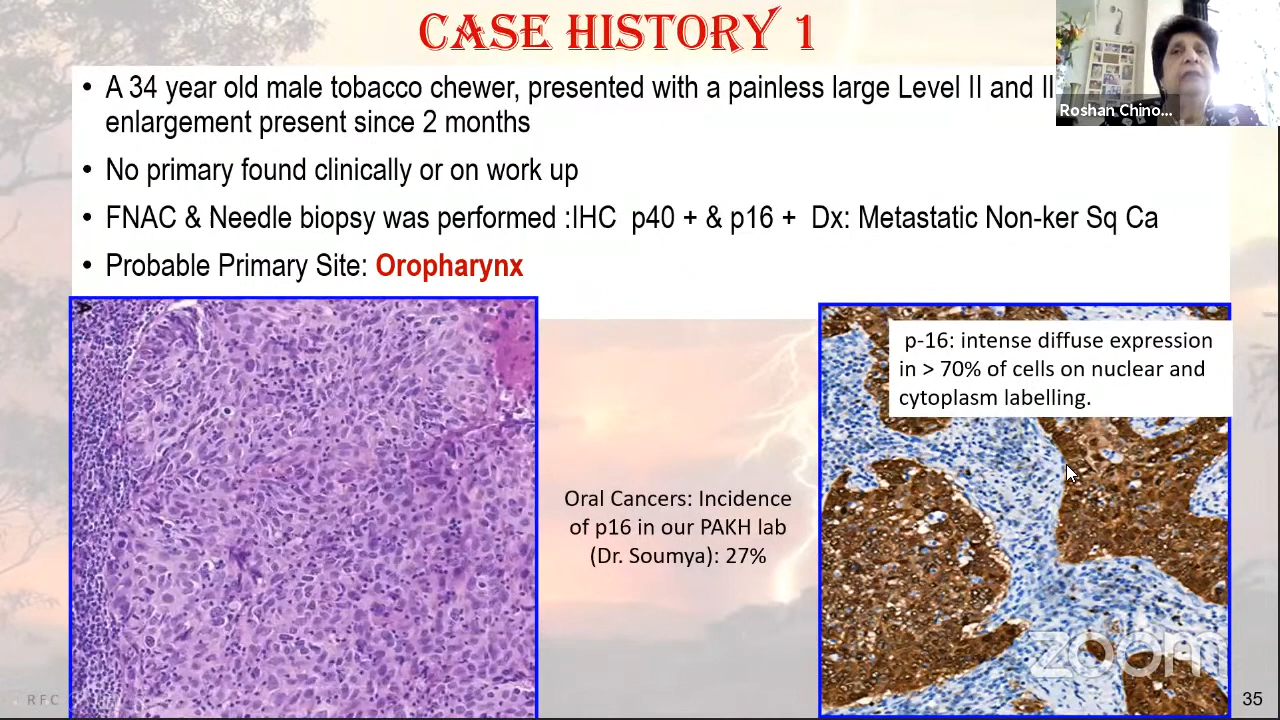 CASE HISTORY 1
• A 34 year old male tobacco chewer, presented with a painless large Level II and II
enlargement present since 2 months
• No primary found clinically or on work up
• FNAC & Needle biopsy was performed :IHC p40 + & p16 + Dx: Metastatic Non-ker Sq Ca
• Probable Primary Site: Oropharynx
Roshan Chino...
p-16: intense diffuse expression
in > 70% of cells on nuclear and
cytoplasm labelling.
Oral Cancers: Incidence
of p16 in our PAKH lab
(Dr. Soumya): 27%
zoom
RFC
35